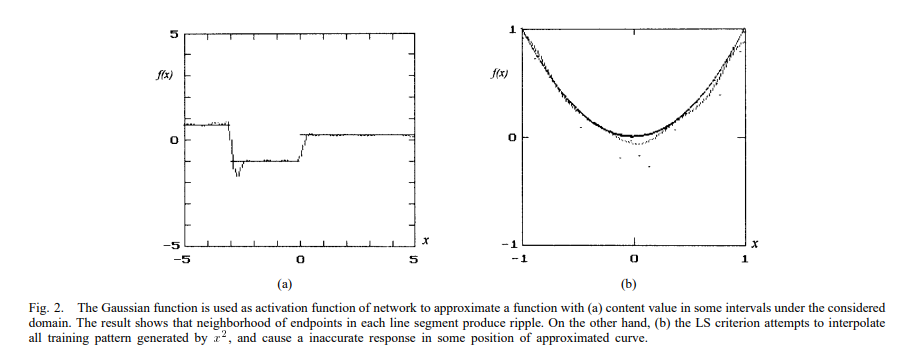 5
1
f(x)
f(x)
0
0
x
x
-5
-1
-5
0
5
-1
0
1
(a)
(b)
Fig. 2. The Gaussian function is used as activation function of network to approximate a function with (a) content value in some intervals under the considered
domain. The result shows that neighborhood of endpoints in each line segment produce ripple. On the other hand, (b) the LS criterion attempts to interpolate
all training pattern generated by x², and cause a inaccurate response in some position of approximated curve.